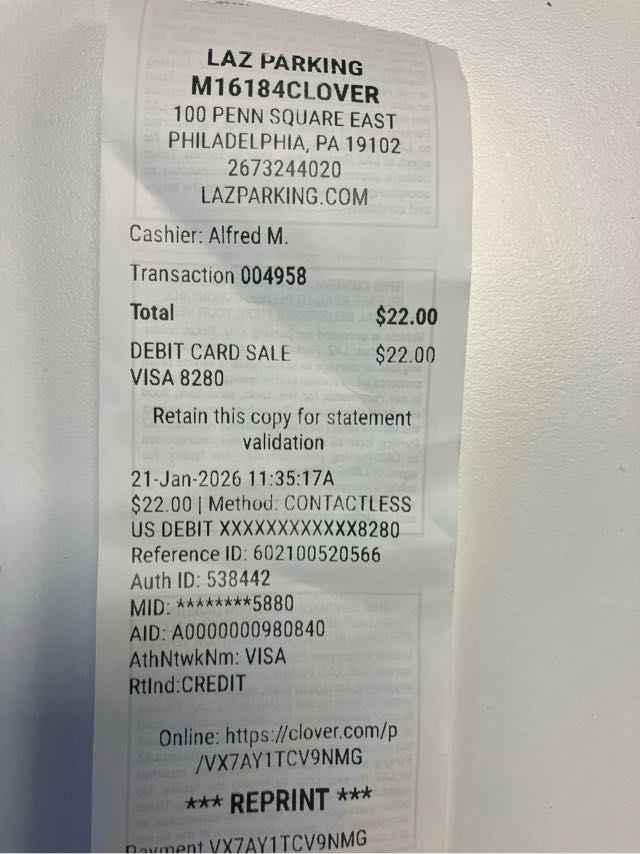 LAZ PARKING
M16184CLOVER
100 PENN SQUARE EAST
PHILADELPHIA, PA 19102
2673244020
LAZPARKING.COM
Cashier: Alfred M.
Transaction 004958
Total $22.00
DEBIT CARD SALE $22.00
VISA 8280
Retain this copy for statement
validation
21-Jan-2026 11:35:17A
$22.00 | Method: CONTACTLESS
US DEBIT XXXXXXXXXXXX8280
Reference ID: 602100520566
Auth ID: 538442
MID: ********5880
AID: A0000000980840
AthNtwkNm: VISA
RtInd:CREDIT
Online: https://clover.com/p
/VX7AY1TCV9NMG
*** REPRINT ***
Payment VX7AY1TCV9NMG